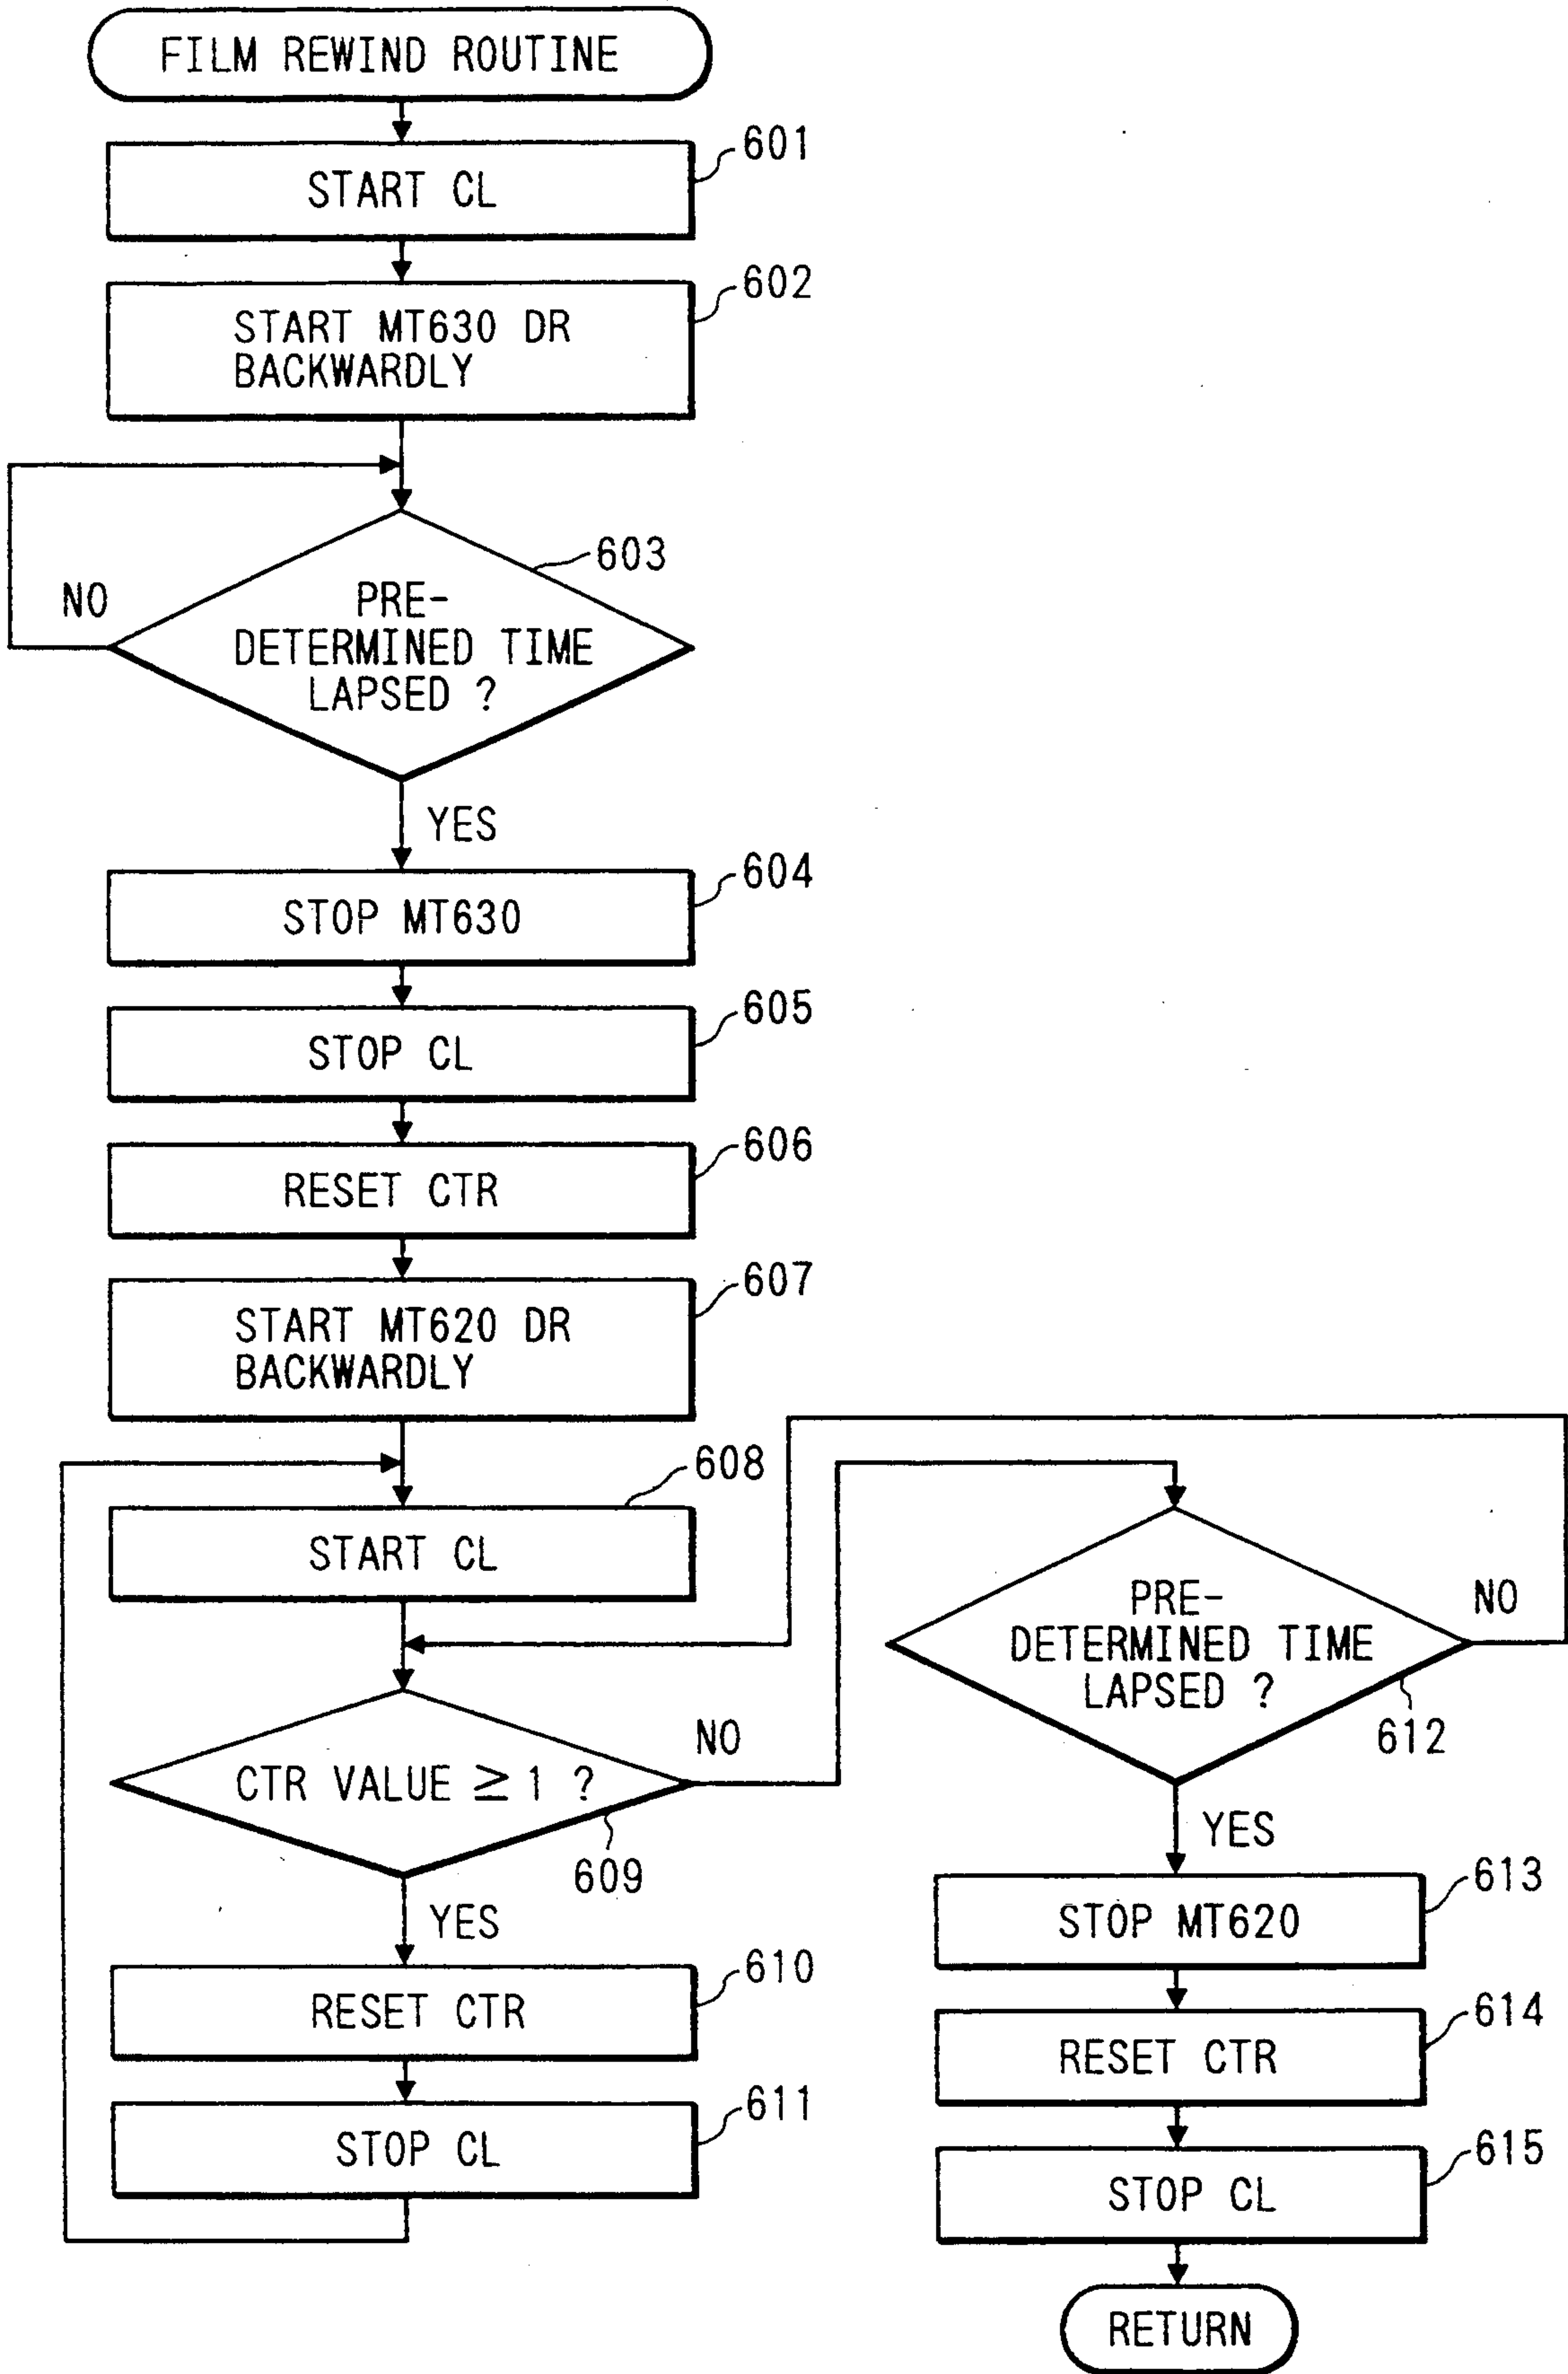 FILM REWIND ROUTINE
601
START CL
602
START MT630 DR
BACKWARDLY
603
NO
PRE-
DETERMINED TIME
LAPSED ?
YES
604
STOP MT630
605
STOP CL
606
RESET CTR
607
START MT620 DR
BACKWARDLY
608
START CL
CTR VALUE ≧ 1 ?
NO
609
YES
610
RESET CTR
611
STOP CL
PRE-
DETERMINED TIME
LAPSED ?
NO
612
YES
613
STOP MT620
614
RESET CTR
615
STOP CL
RETURN